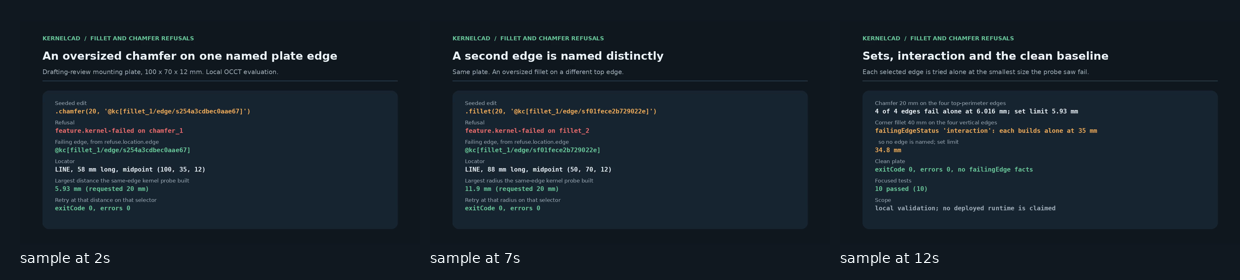 KERNELCAD / FILLET AND CHAMFER REFUSALS
An oversized chamfer on one named plate edge
Drafting-review mounting plate, 100 x 70 x 12 mm. Local OCCT evaluation.
Seeded edit
.chamfer(20, '@kc[fillet_1/edge/s254a3cdbec0aae67]')
Refusal
feature.kernel-failed on chamfer_1
Failing edge, from refuse.location.edge
@kc[fillet_1/edge/s254a3cdbec0aae67]
Locator
LINE, 58 mm long, midpoint (100, 35, 12)
Largest distance the same-edge kernel probe built
5.93 mm (requested 20 mm)
Retry at that distance on that selector
exitCode 0, errors 0
sample at 2s
KERNELCAD / FILLET AND CHAMFER REFUSALS
A second edge is named distinctly
Same plate. An oversized fillet on a different top edge.
Seeded edit
.fillet(20, '@kc[fillet_1/edge/sf01fece2b729022e]')
Refusal
feature.kernel-failed on fillet_2
Failing edge, from refuse.location.edge
@kc[fillet_1/edge/sf01fece2b729022e]
Locator
LINE, 88 mm long, midpoint (50, 70, 12)
Largest radius the same-edge kernel probe built
11.9 mm (requested 20 mm)
Retry at that radius on that selector
exitCode 0, errors 0
sample at 7s
KERNELCAD / FILLET AND CHAMFER REFUSALS
Sets, interaction and the clean baseline
Each selected edge is tried alone at the smallest size the probe saw fail.
Chamfer 20 mm on the four top-perimeter edges
4 of 4 edges fail alone at 6.016 mm; set limit 5.93 mm
Corner fillet 40 mm on the four vertical edges
failingEdgeStatus 'interaction': each builds alone at 35 mm
so no edge is named; set limit
34.8 mm
Clean plate
exitCode 0, errors 0, no failingEdge facts
Focused tests
10 passed (10)
Scope
local validation; no deployed runtime is claimed
sample at 12s